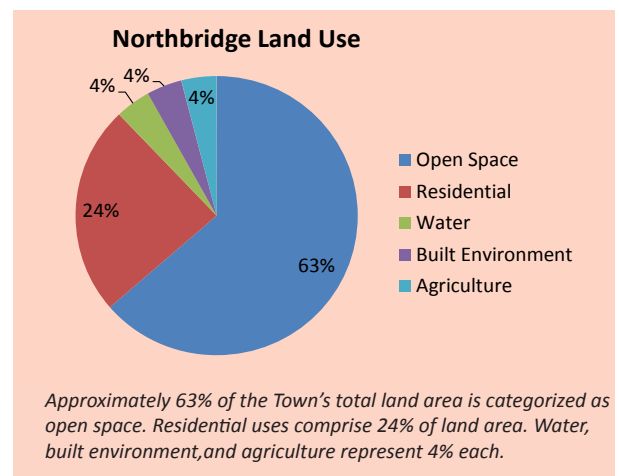 Northbridge Land Use
4%
4%
4%
24%
63%
Open Space
Residential
Water
Built Environment
Agriculture
Approximately 63% of the Town’s total land area is categorized as
open space. Residential uses comprise 24% of land area. Water,
built environment,and agriculture represent 4% each.